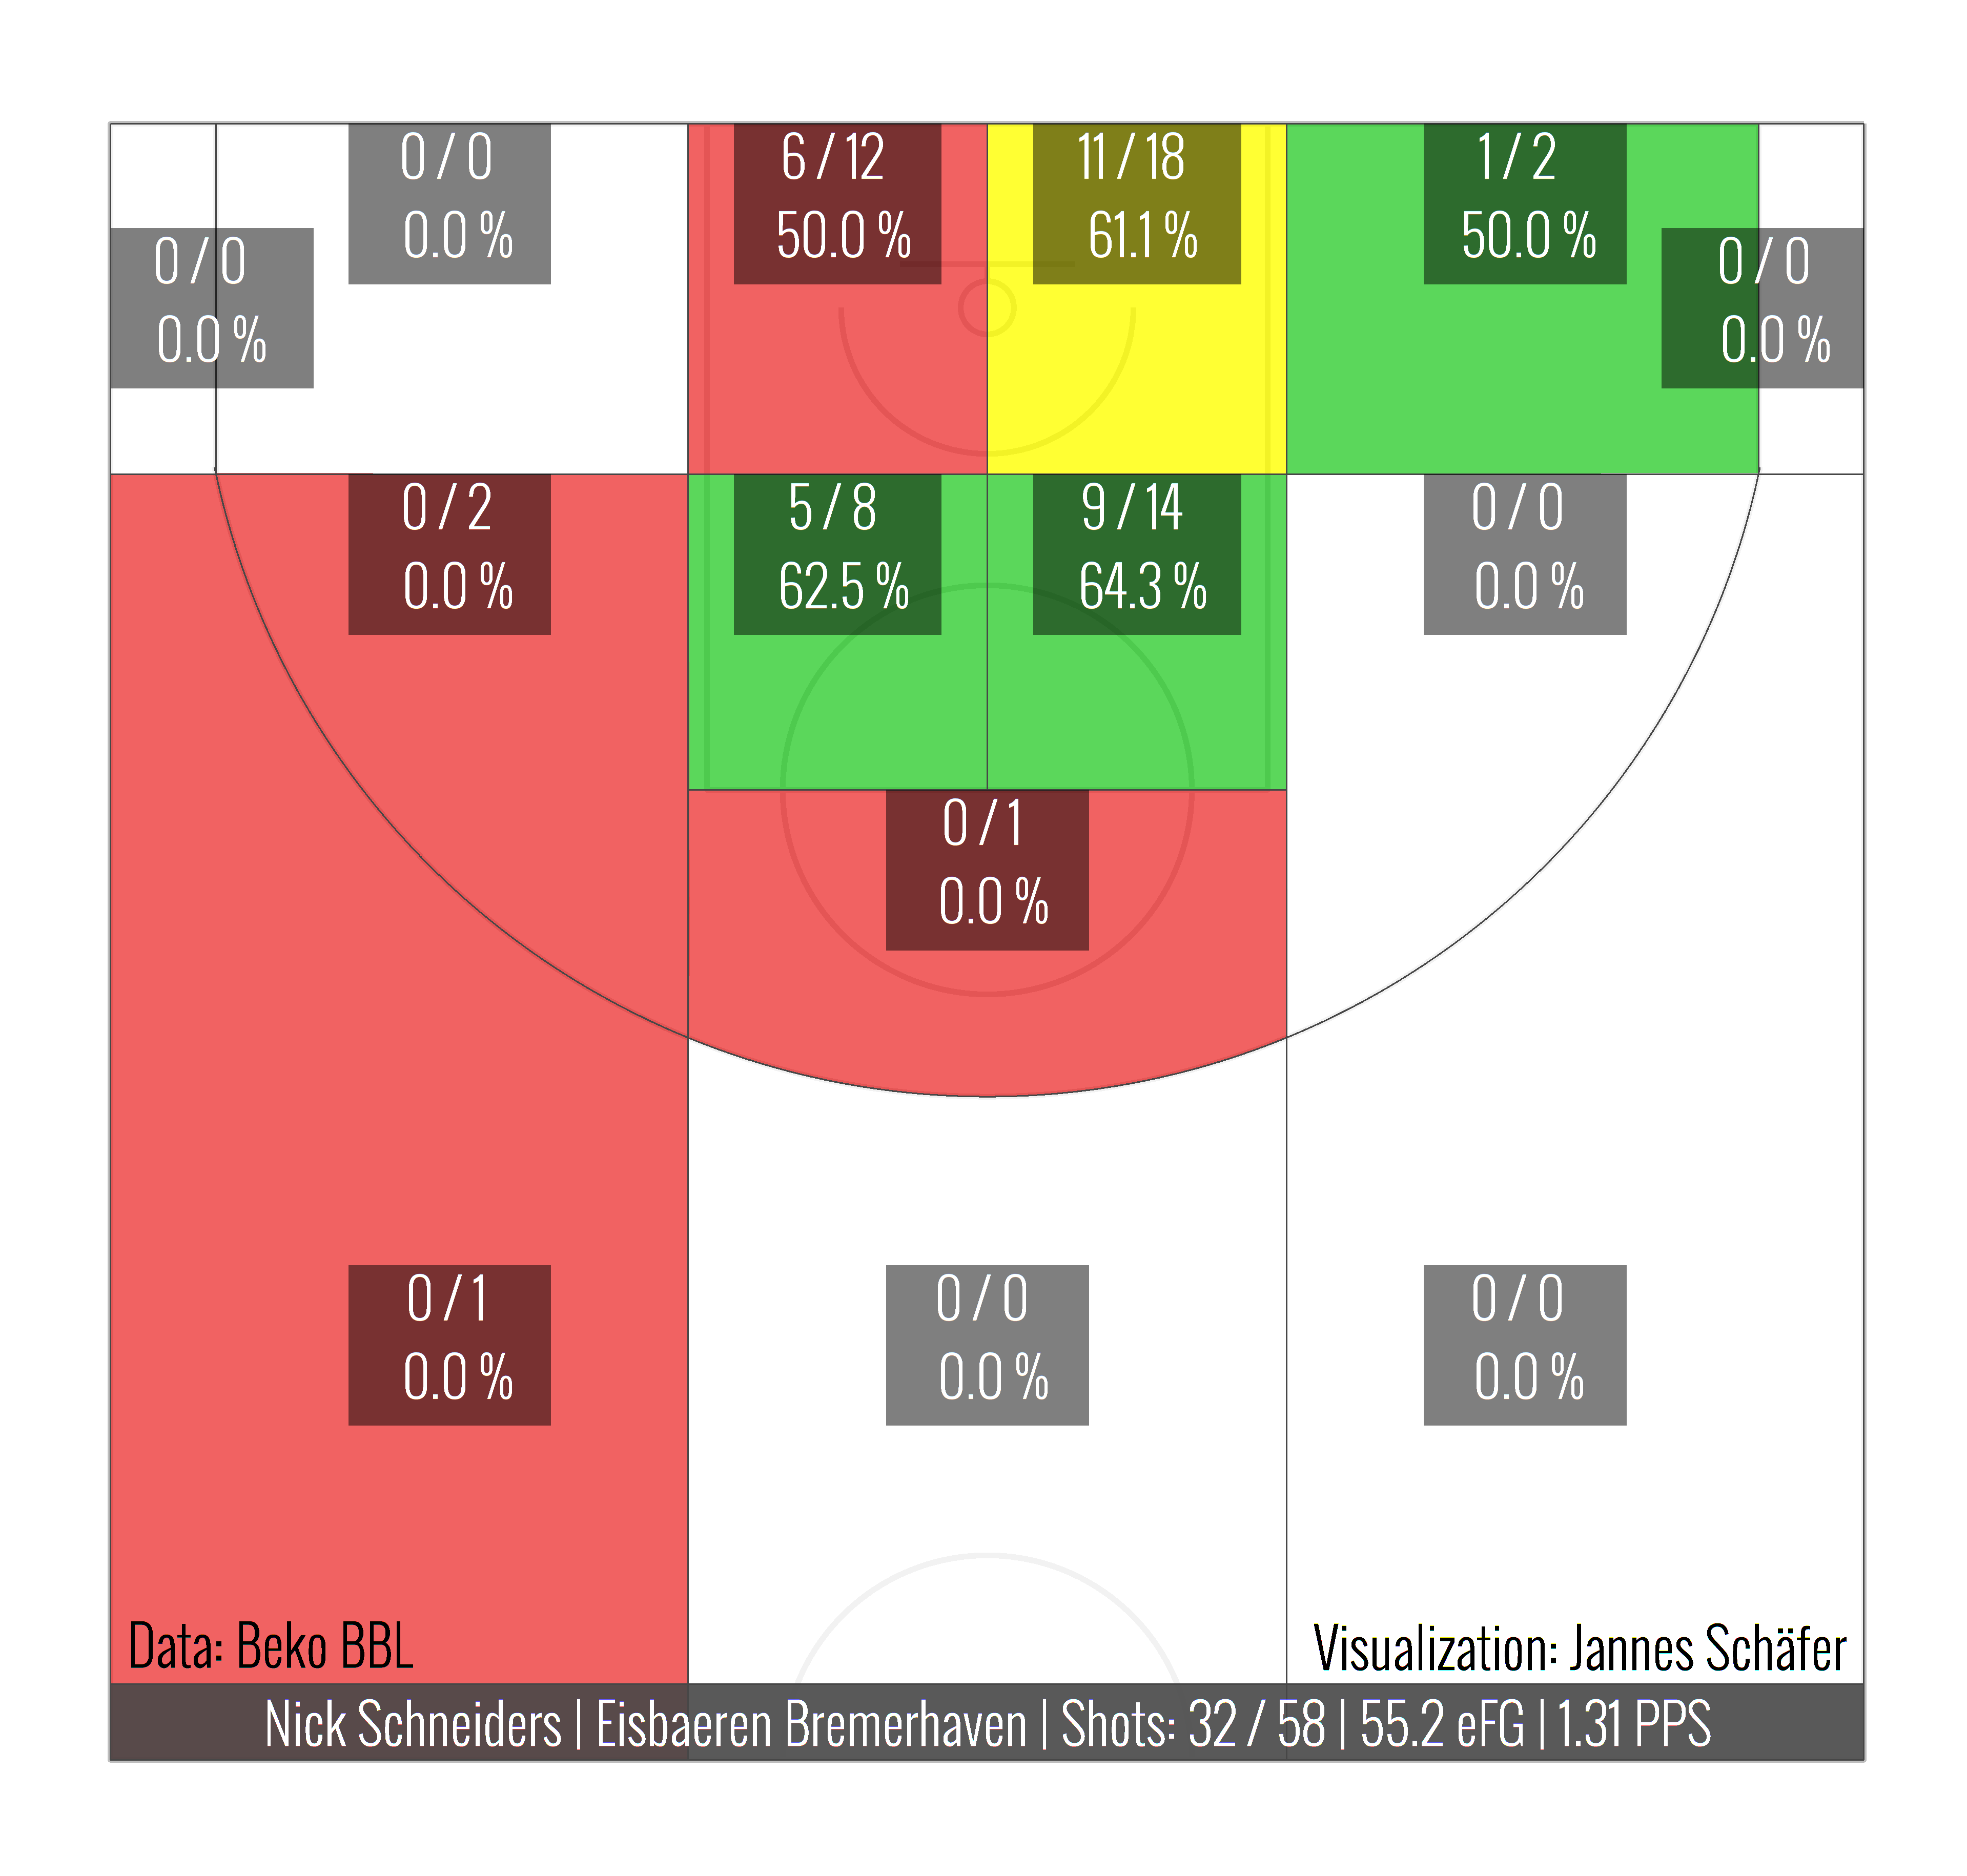 0 / 0
0.0 %
6 / 12
50.0 %
11 / 18
61.1 %
1 / 2
50.0 %
0 / 0
0.0 %
0 / 0
0.0 %
0 / 2
0.0 %
5 / 8
62.5 %
9 / 14
64.3 %
0 / 0
0.0 %
0 / 1
0.0 %
0 / 1
0.0 %
0 / 0
0.0 %
0 / 0
0.0 %
Data: Beko BBL
Visualization: Jannes Schäfer
Nick Schneiders | Eisbaeren Bremerhaven | Shots: 32 / 58 | 55.2 eFG | 1.31 PPS